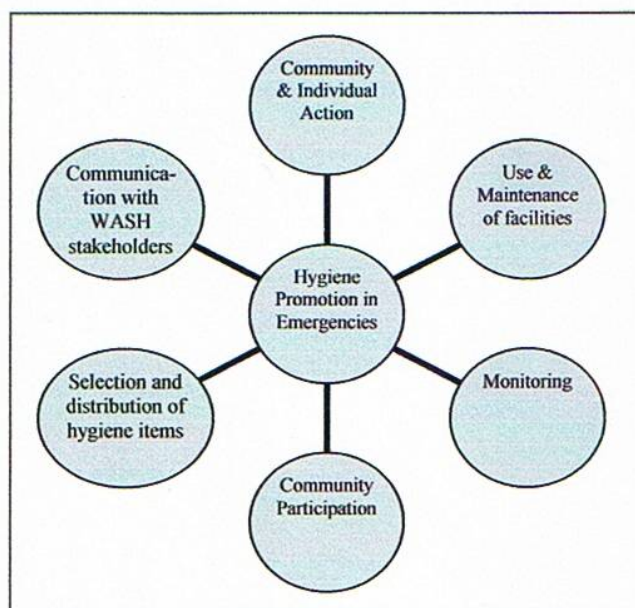 Community
& Individual
Action
Communica-
tion with
WASH
stakeholders
Use &
Maintenance
of facilities
Hygiene
Promotion in
Emergencies
Selection and
distribution of
hygiene items
Monitoring
Community
Participation